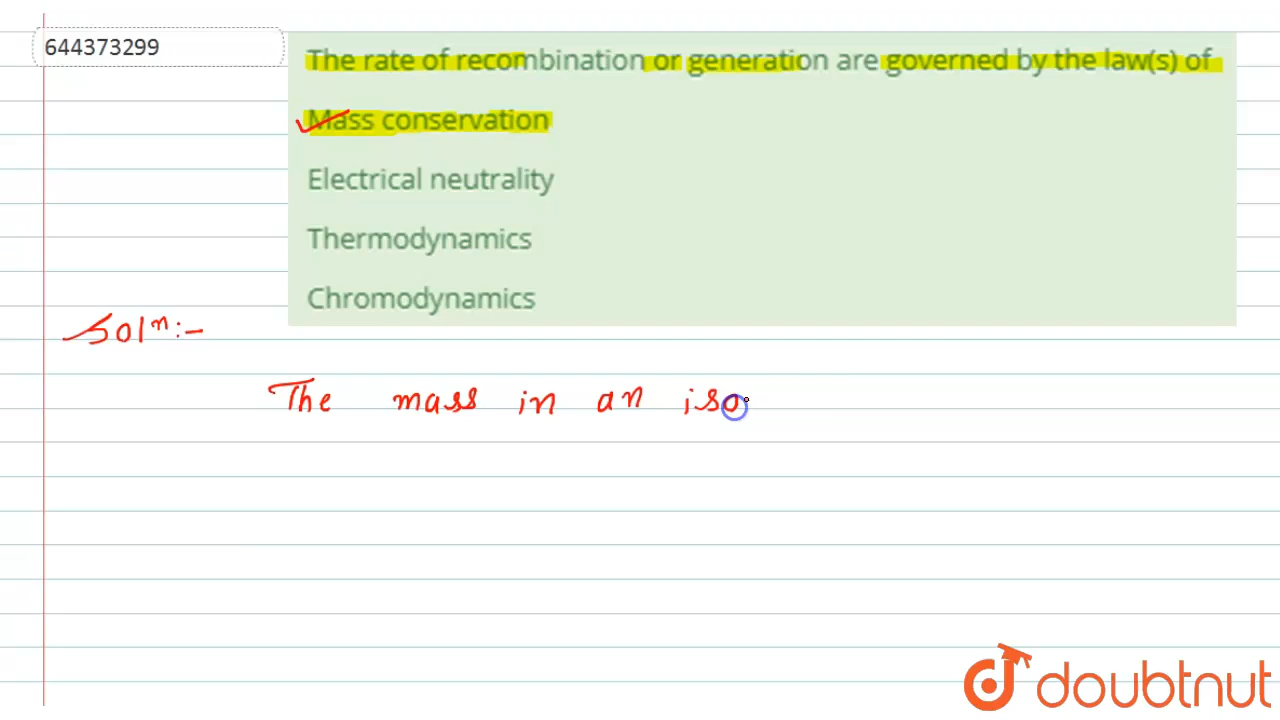 644373299
The rate of recombination or generation are governed by the law(s) of
Mass conservation
Electrical neutrality
Thermodynamics
Chromodynamics
Solⁿ:-
The mass in an iso
doubtnut